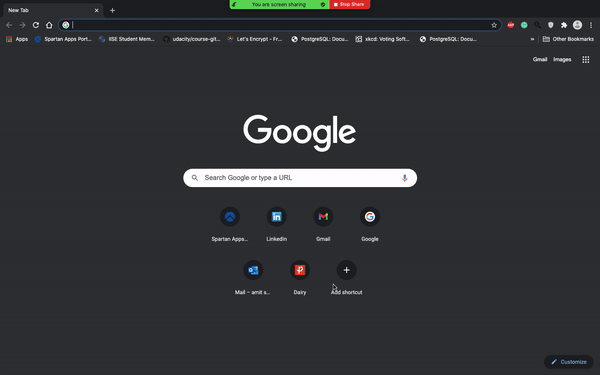 New Tab
You are screen sharing
Stop Share
Apps
Spartan Apps Port...
IISE Student Mem...
udacity/course-git...
Let's Encrypt - Fr...
PostgreSQL: Docu...
xkcd: Voting Soft...
PostgreSQL: Docu...
»
Other Bookmarks
Gmail
Images
Google
Search Google or type a URL
Spartan Apps...
LinkedIn
Gmail
Google
Mail – amit s...
Dairy
Add shortcut
Customize